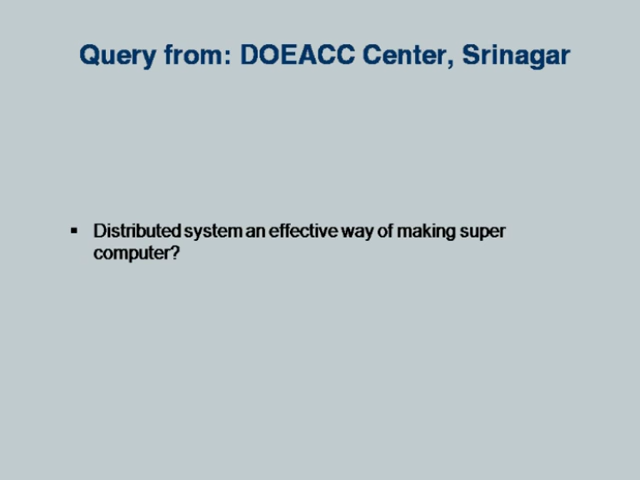 Query from: DOEACC Center, Srinagar
▪ Distributed system an effective way of making super
computer?